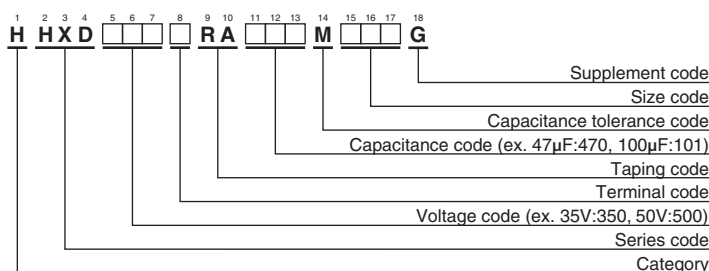 1 2 3 4 5 6 7 8 9 10 11 12 13 14 15 16 17 18
H HXD □□□ □ RA □□□ M □□□ G
Supplement code
Size code
Capacitance tolerance code
Capacitance code (ex. 47µF:470, 100µF:101)
Taping code
Terminal code
Voltage code (ex. 35V:350, 50V:500)
Series code
Category